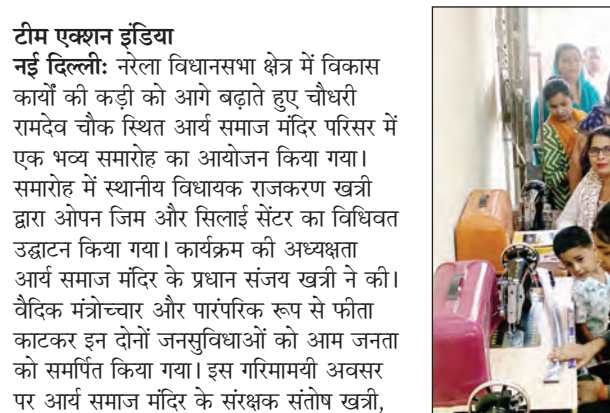 टीम एक्शन इंडिया
नई दिल्ली: नरेला विधानसभा क्षेत्र में विकास
कार्यों की कड़ी को आगे बढ़ाते हुए चौधरी
रामदेव चौक स्थित आर्य समाज मंदिर परिसर में
एक भव्य समारोह का आयोजन किया गया।
समारोह में स्थानीय विधायक राजकरण खत्री
द्वारा ओपन जिम और सिलाई सेंटर का विधिवत
उद्घाटन किया गया। कार्यक्रम की अध्यक्षता
आर्य समाज मंदिर के प्रधान संजय खत्री ने की।
वैदिक मंत्रोच्चार और पारंपरिक रूप से फीता
काटकर इन दोनों जनसुविधाओं को आम जनता
को समर्पित किया गया। इस गरिमामयी अवसर
पर आर्य समाज मंदिर के संरक्षक संतोष खत्री,